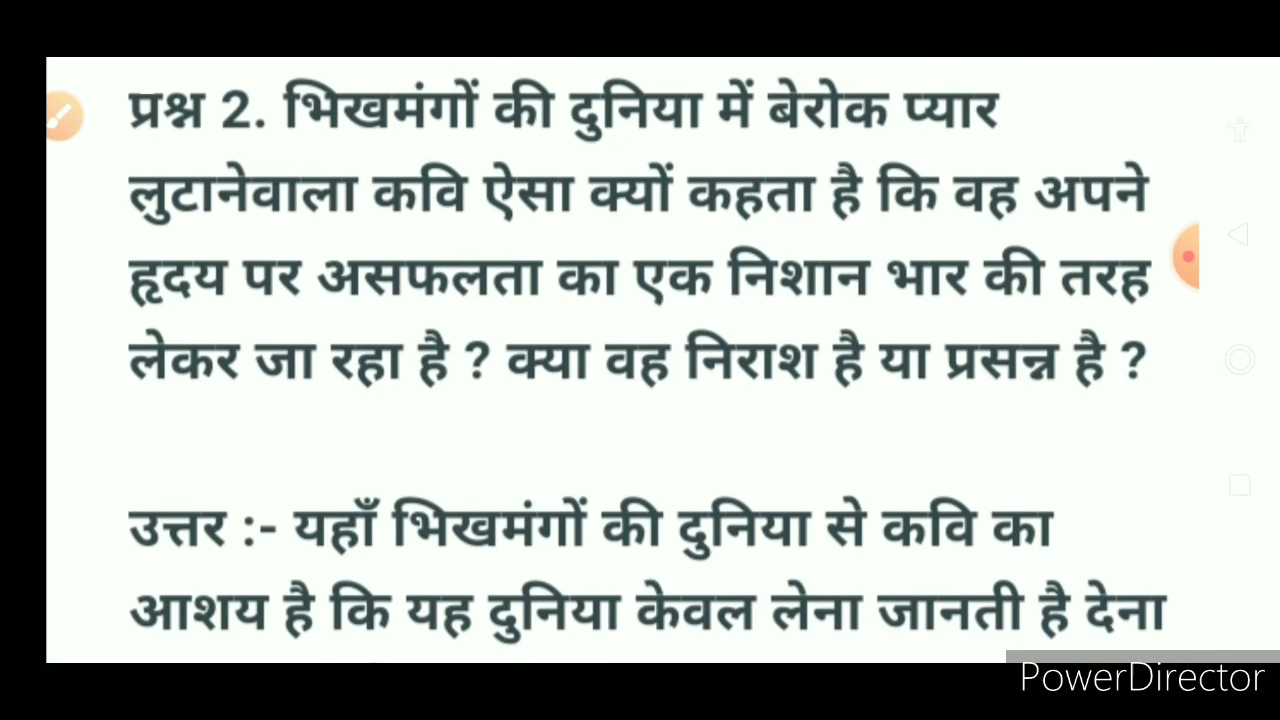 प्रश्न 2. भिखमंगों की दुनिया में बेरोक प्यार
लुटानेवाला कवि ऐसा क्यों कहता है कि वह अपने
हृदय पर असफलता का एक निशान भार की तरह
लेकर जा रहा है ? क्या वह निराश है या प्रसन्न है ?
उत्तर :- यहाँ भिखमंगों की दुनिया से कवि का
आशय है कि यह दुनिया केवल लेना जानती है देना
PowerDirector